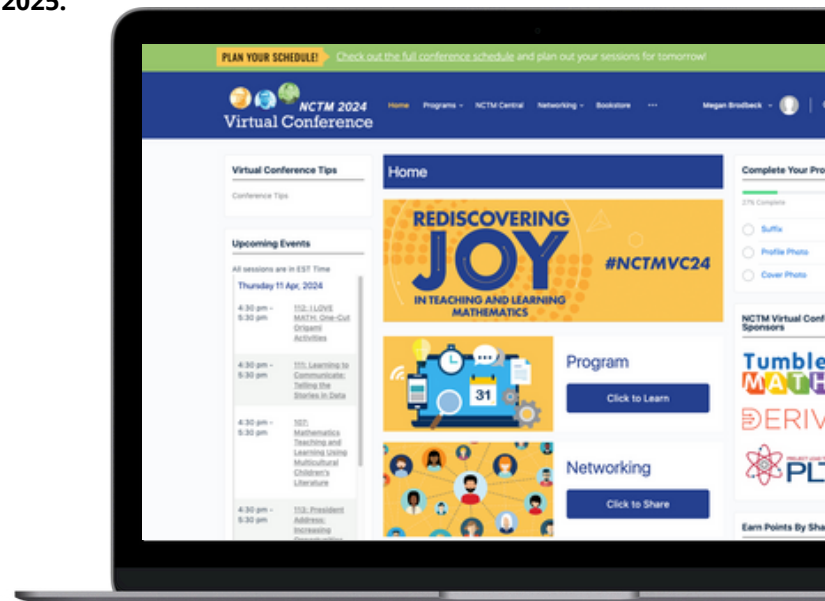 2025.
PLAN YOUR SCHEDULE! Check out the full conference schedule and plan out your sessions for tomorrow!
NCTM 2024
Virtual Conference
Home Programs NCTM Central Networking Bookstore ... Megan Brodbeck
Virtual Conference Tips
Conference Tips
Upcoming Events
All sessions are in EST Time
Thursday 11 Apr, 2024
4:30 pm -
5:30 pm
112: I LOVE
MATH: One-Cut
Origami
Activities
4:30 pm -
5:30 pm
111: Learning to
Communicate:
Telling the
Stories in Data
4:30 pm -
5:30 pm
107:
Mathematics
Teaching and
Learning Using
Multicultural
Children's
Literature
4:30 pm -
5:30 pm
113: President
Address:
Increasing
Opportunities
Home
REDISCOVERING
JOY
IN TEACHING AND LEARNING
MATHEMATICS
#NCTMVC24
31
Program
Click to Learn
Networking
Click to Share
Complete Your Pro
27% Complete
Suffix
Profile Photo
Cover Photo
NCTM Virtual Conf
Sponsors
Tumble
MATH
DERIV
PROJECT LEAD T
PLT
Earn Points By Sha